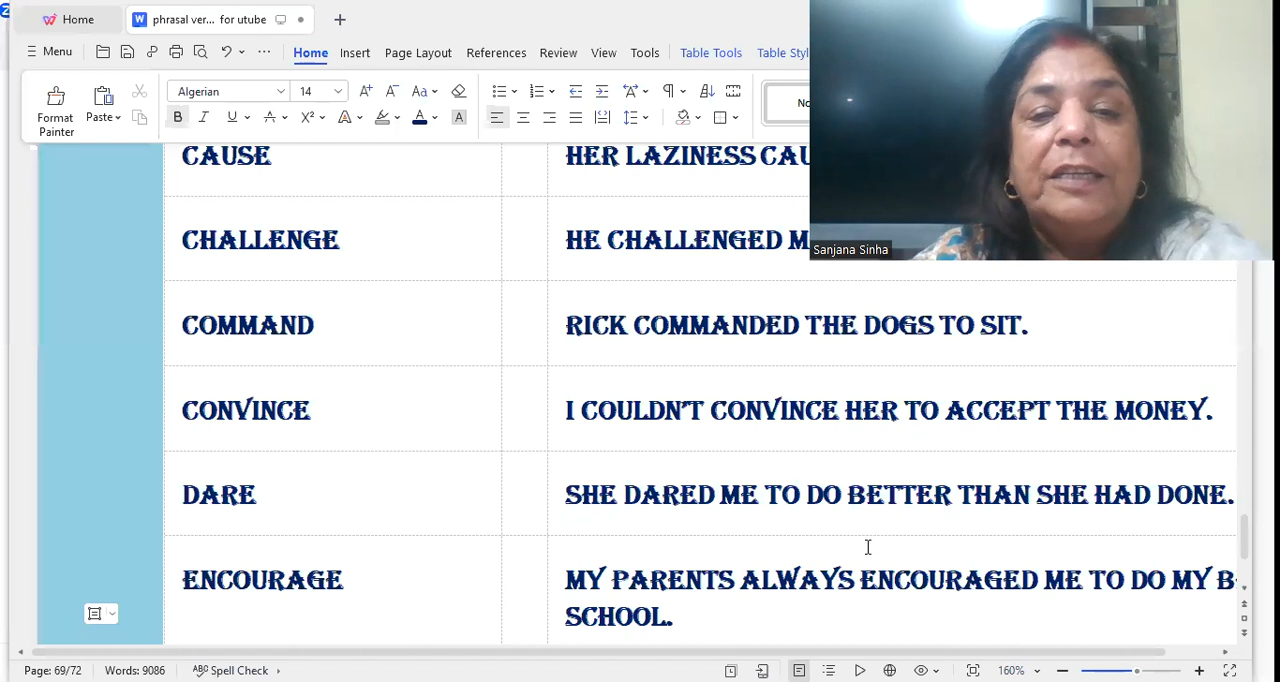 Home
phrasal ver... for utube
Menu
Home Insert Page Layout References Review View Tools Table Tools
Algerian 14
Format Painter
Paste
CAUSE HER LAZINESS
CHALLENGE HE CHALLENGED
COMMAND RICK COMMANDED THE DOGS TO SIT.
CONVINCE I COULDN'T CONVINCE HER TO ACCEPT THE MONEY.
DARE SHE DARED ME TO DO BETTER THAN SHE HAD DONE.
ENCOURAGE MY PARENTS ALWAYS ENCOURAGED ME TO DO MY
SCHOOL.
Sanjana Sinha
Page: 69/72 Words: 9086 Spell Check 160%